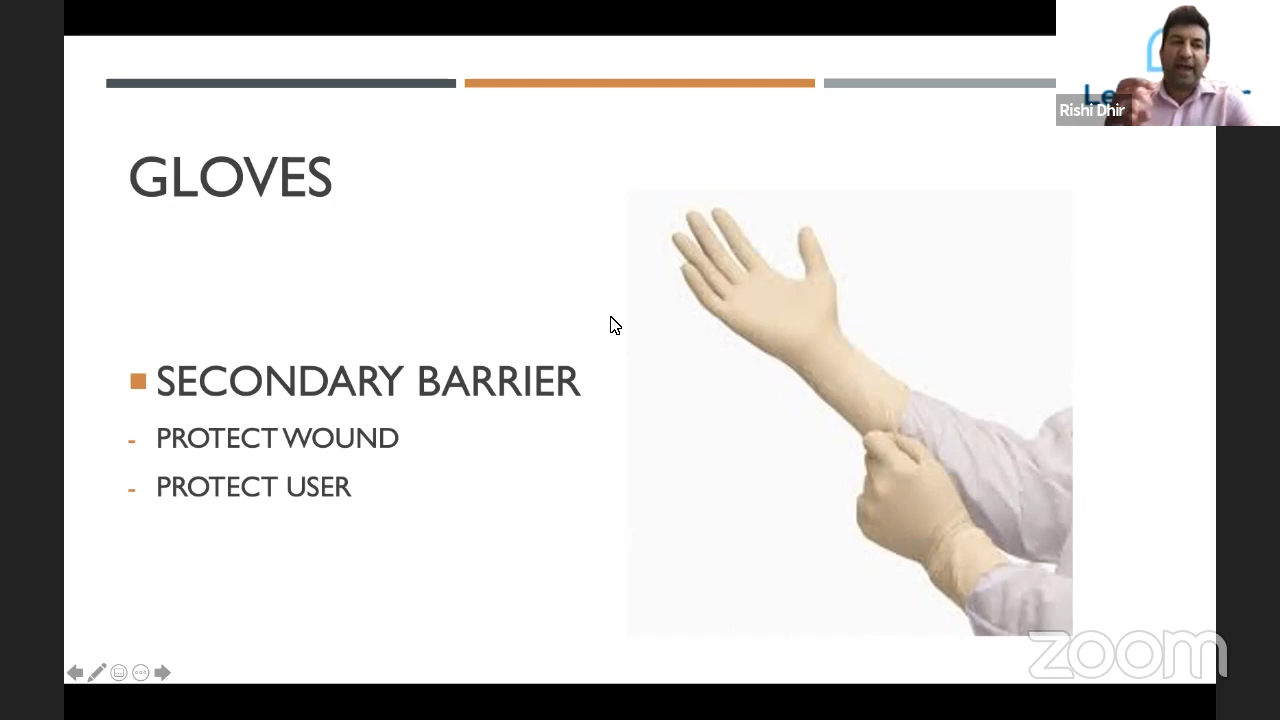 GLOVES
SECONDARY BARRIER
- PROTECT WOUND
- PROTECT USER
Rishi Dhir
zoom